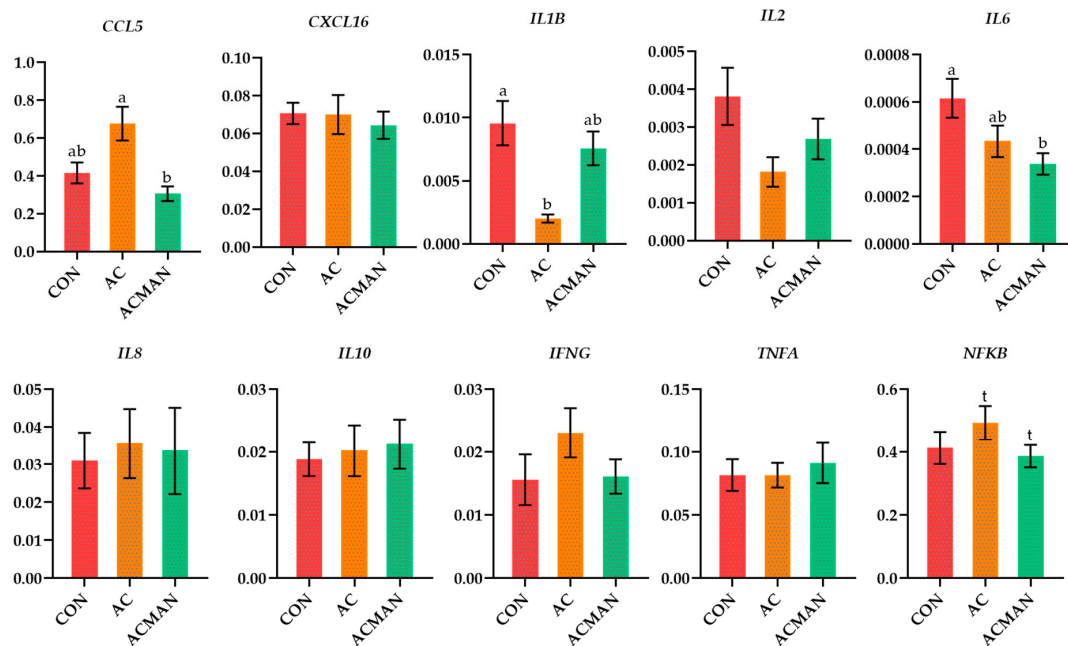 CCL5
1.0
0.8
0.6
0.4
0.2
0.0
ab
a
b
CON
AC
ACMAN
CXCL16
0.10
0.08
0.06
0.04
0.02
0.00
CON
AC
ACMAN
IL1B
0.015
0.010
0.005
0.000
a
b
ab
CON
AC
ACMAN
IL2
0.005
0.004
0.003
0.002
0.001
0.000
CON
AC
ACMAN
IL6
0.0008
0.0006
0.0004
0.0002
0.0000
a
ab
b
CON
AC
ACMAN
IL8
0.05
0.04
0.03
0.02
0.01
0.00
CON
AC
ACMAN
IL10
0.03
0.02
0.01
0.00
CON
AC
ACMAN
IFNG
0.03
0.02
0.01
0.00
CON
AC
ACMAN
TNFA
0.15
0.10
0.05
0.00
CON
AC
ACMAN
NFKB
0.6
0.4
0.2
0.0
t
t
CON
AC
ACMAN